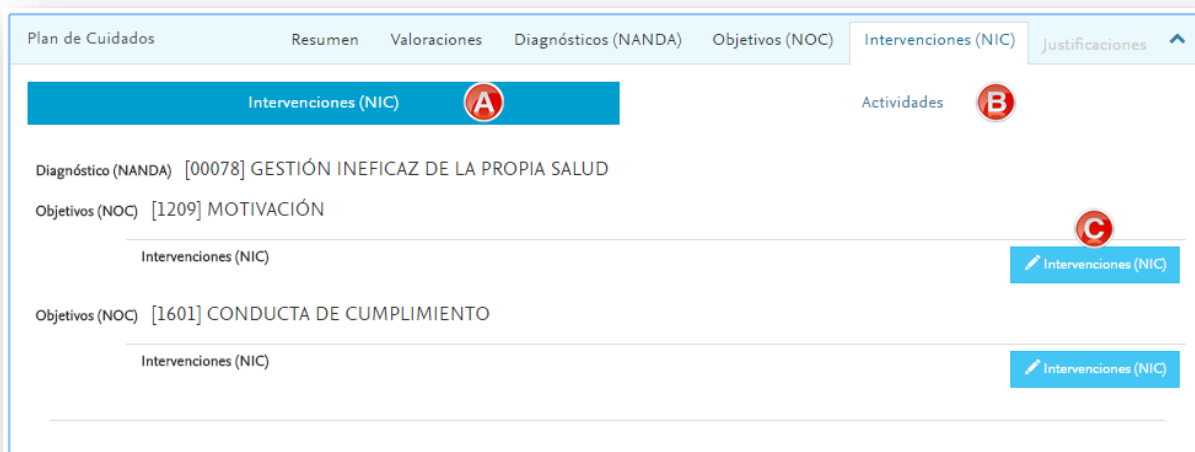 Plan de Cuidados Resumen Valoraciones Diagnósticos (NANDA) Objetivos (NOC) Intervenciones (NIC) Justificaciones
Intervenciones (NIC) A Actividades B
Diagnóstico (NANDA) [00078] GESTIÓN INEFICAZ DE LA PROPIA SALUD
Objetivos (NOC) [1209] MOTIVACIÓN
C
Intervenciones (NIC) Intervenciones (NIC)
Objetivos (NOC) [1601] CONDUCTA DE CUMPLIMIENTO
Intervenciones (NIC) Intervenciones (NIC)